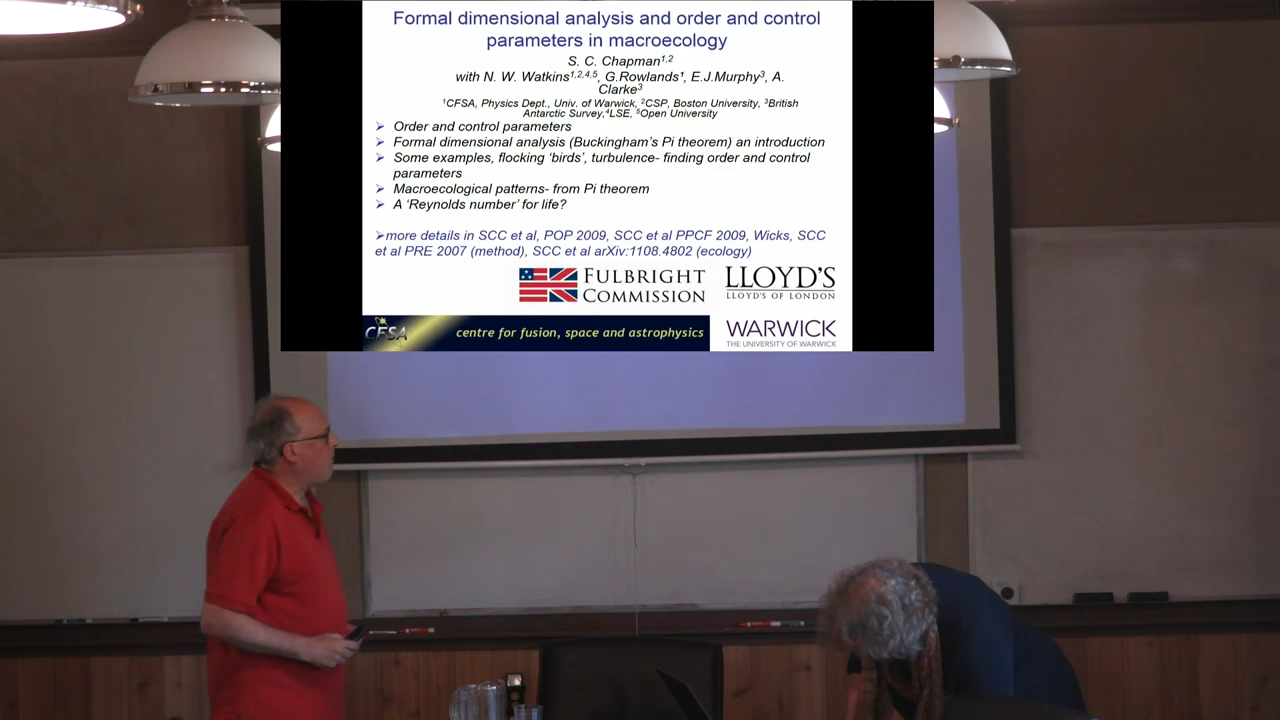 Formal dimensional analysis and order and control
parameters in macroecology
S. C. Chapman1,2
with N. W. Watkins1,2,4,5, G.Rowlands1, E.J.Murphy3, A.
Clarke3
1CFSA, Physics Dept., Univ. of Warwick, 2CSP, Boston University, 3British
Antarctic Survey,4LSE, 5Open University
➢ Order and control parameters
➢ Formal dimensional analysis (Buckingham's Pi theorem) an introduction
➢ Some examples, flocking 'birds', turbulence- finding order and control
parameters
➢ Macroecological patterns- from Pi theorem
➢ A 'Reynolds number' for life?
➢more details in SCC et al, POP 2009, SCC et al PPCF 2009, Wicks, SCC
et al PRE 2007 (method), SCC et al arXiv:1108.4802 (ecology)
FULBRIGHT
COMMISSION
LLOYD'S
LLOYD'S OF LONDON
CFSA centre for fusion, space and astrophysics
WARWICK
THE UNIVERSITY OF WARWICK